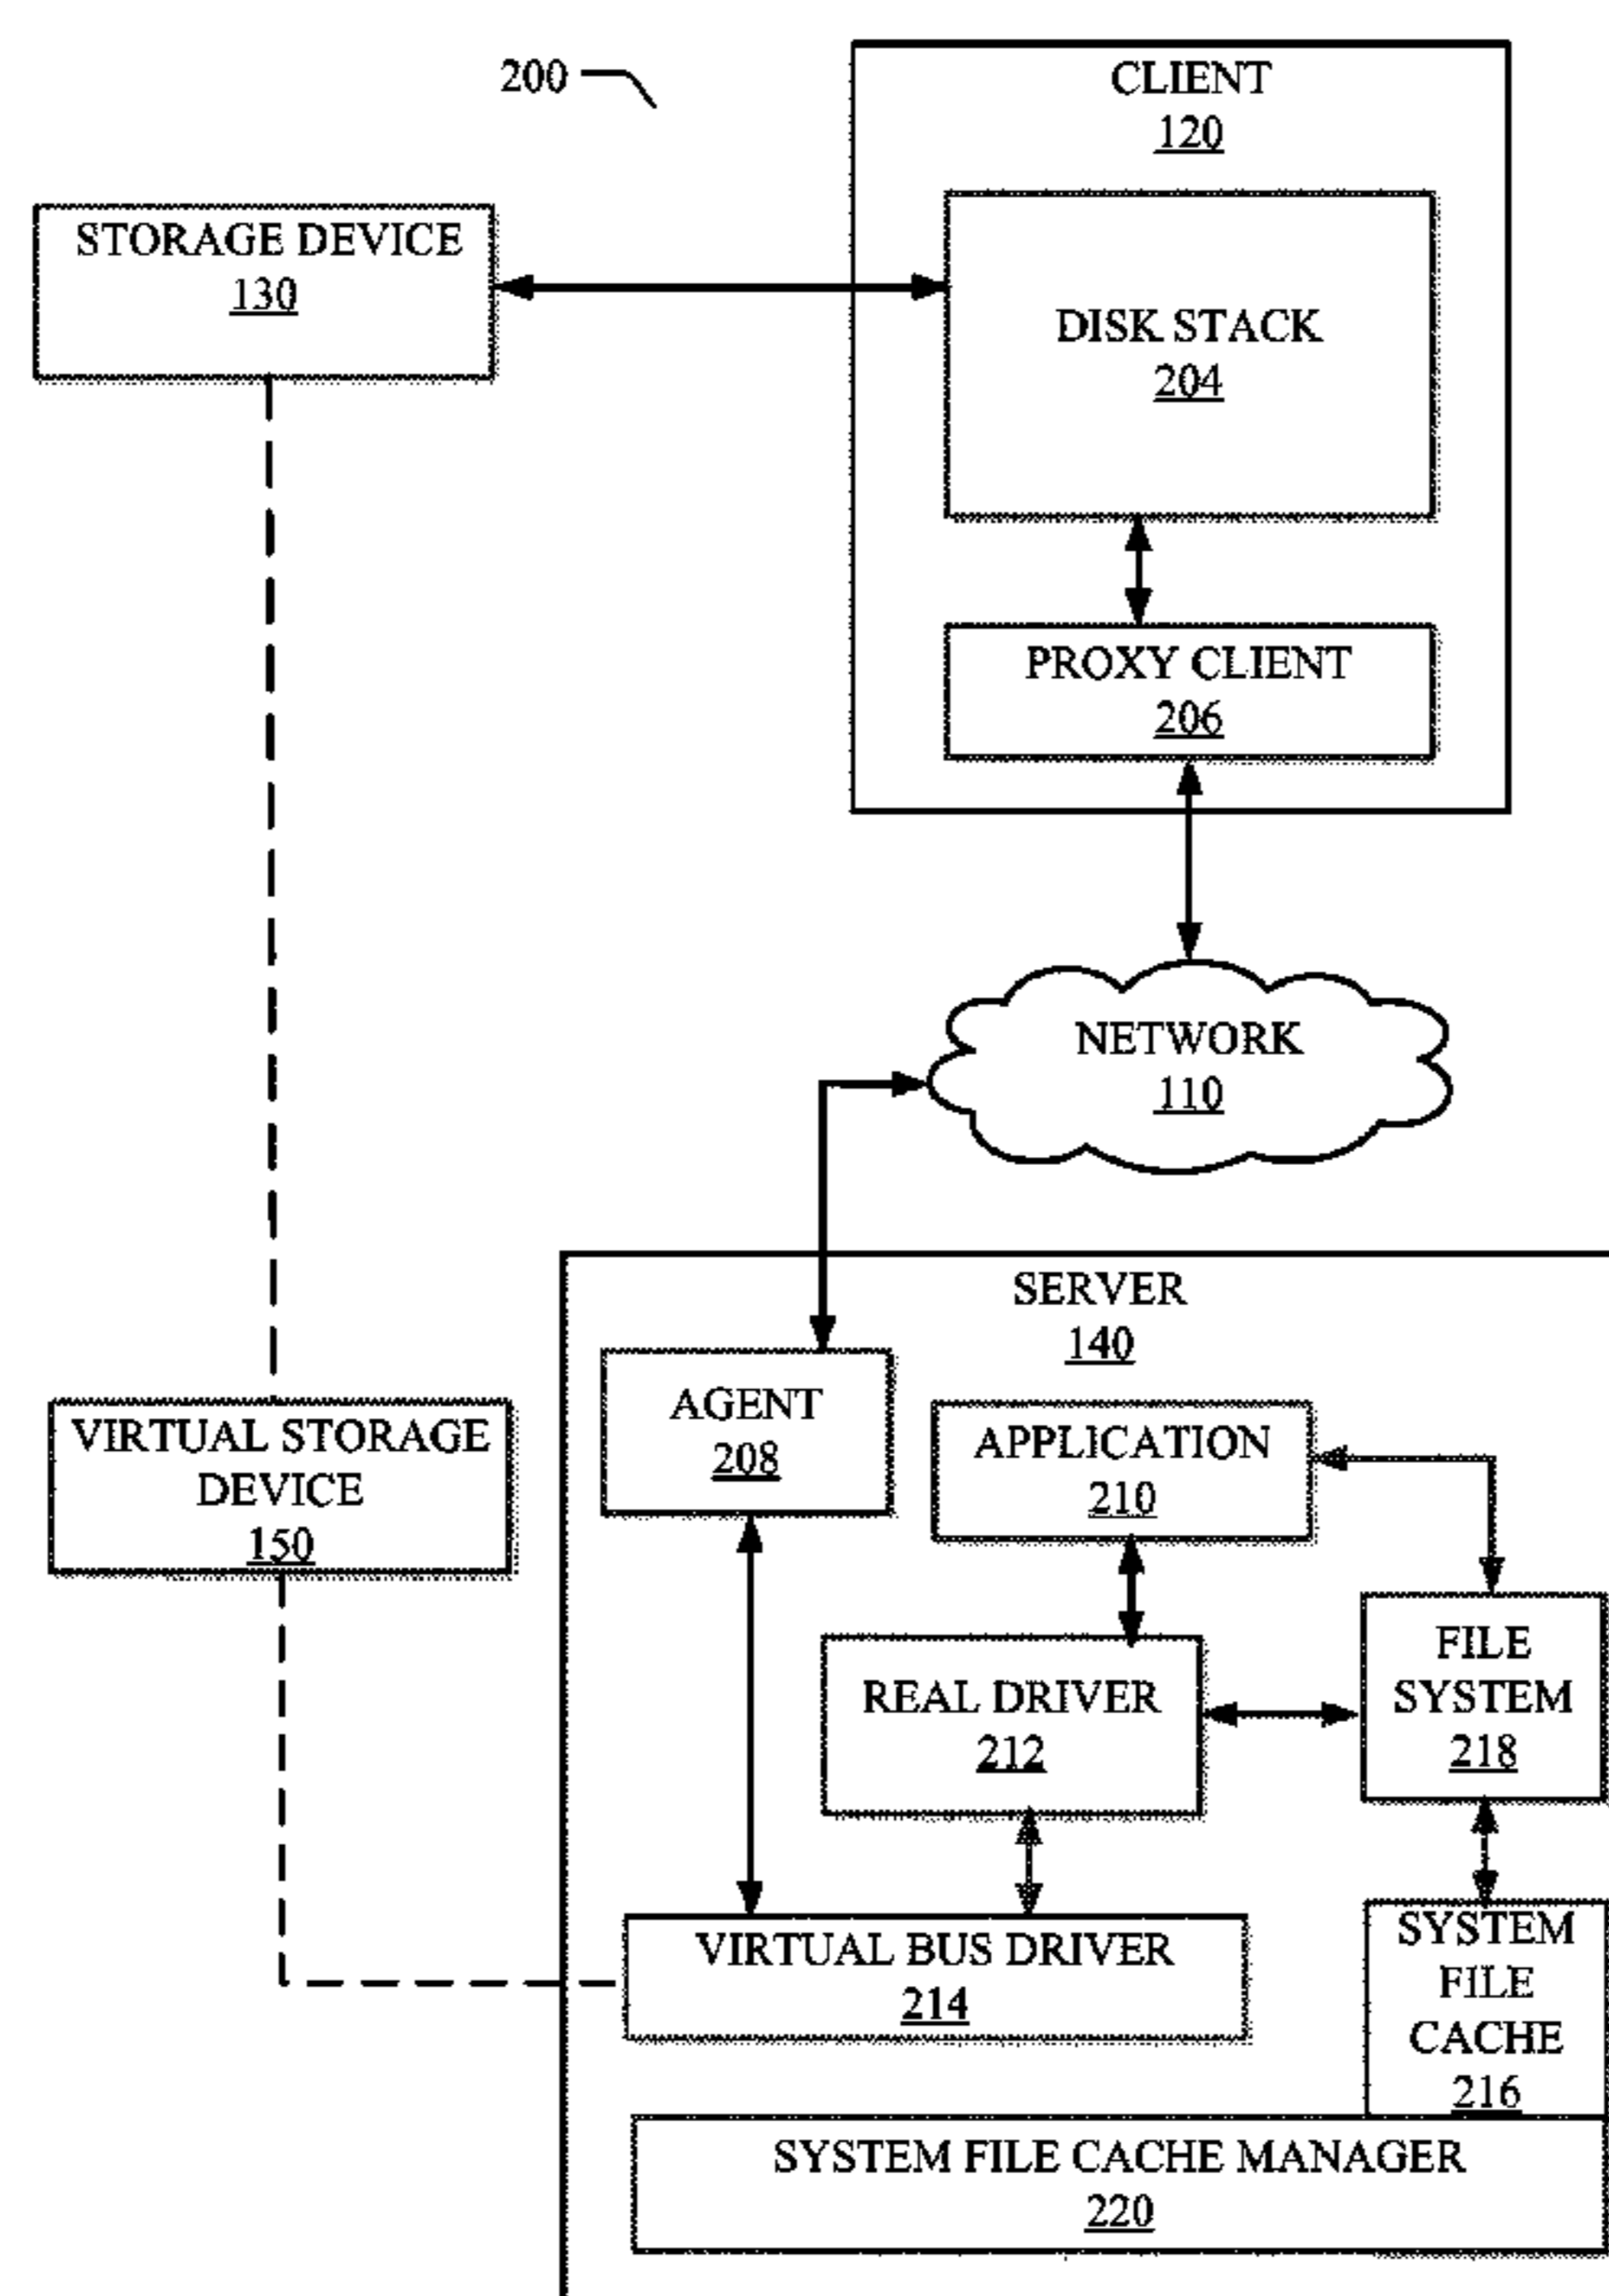 200
CLIENT
120
STORAGE DEVICE
130
DISK STACK
204
PROXY CLIENT
206
NETWORK
110
SERVER
140
AGENT
208
APPLICATION
210
VIRTUAL STORAGE
DEVICE
150
REAL DRIVER
212
FILE
SYSTEM
218
VIRTUAL BUS DRIVER
214
SYSTEM
FILE
CACHE
216
SYSTEM FILE CACHE MANAGER
220